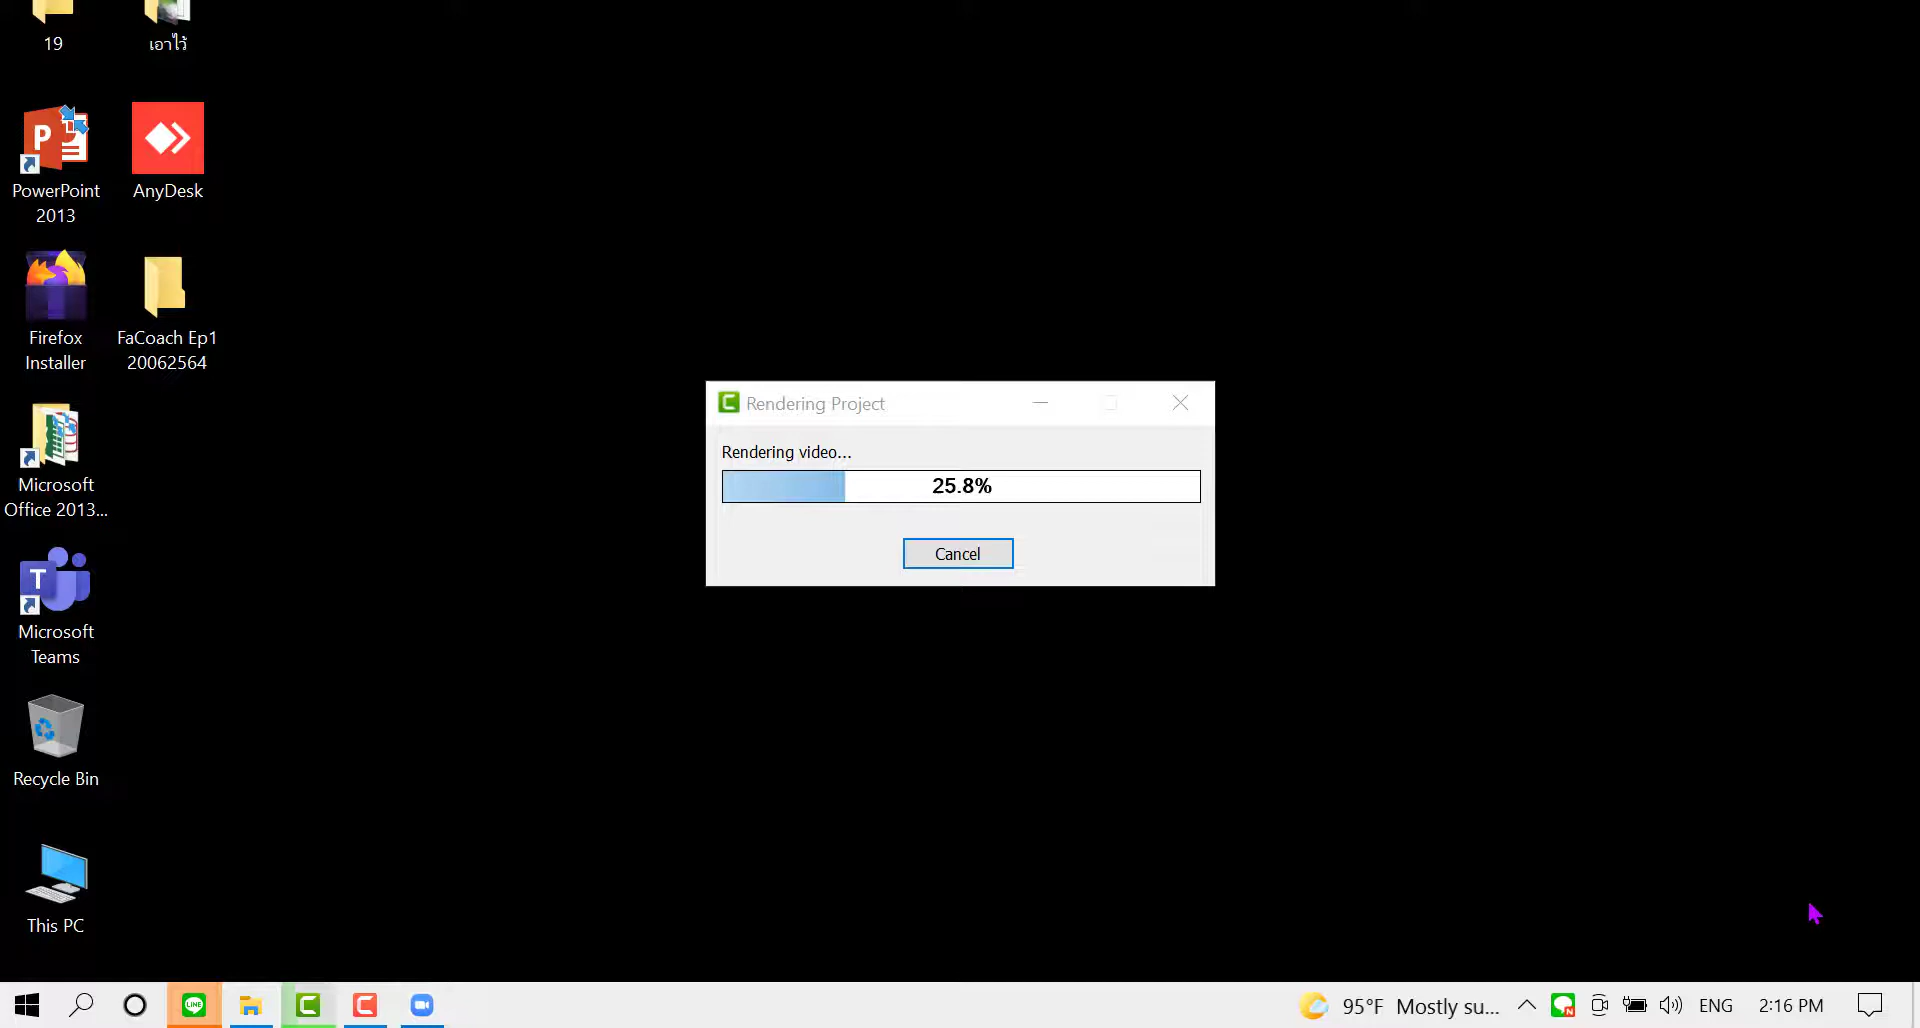 19
เอาไว้
PowerPoint
2013
AnyDesk
Firefox
Installer
FaCoach Ep1
20062564
Microsoft
Office 2013...
Microsoft
Teams
Recycle Bin
This PC
Rendering Project
Rendering video...
25.8%
Cancel
LINE
95°F Mostly su...
ENG
2:16 PM